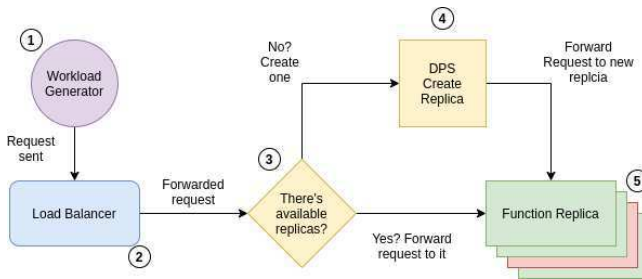 1
Workload
Generator
Request
sent
Load Balancer
2
Forwarded
request
3
There's
available
replicas?
No?
Create
one
4
DPS
Create
Replica
Forward
Request to new
replcia
Yes? Forward
request to it
5
Function Replica